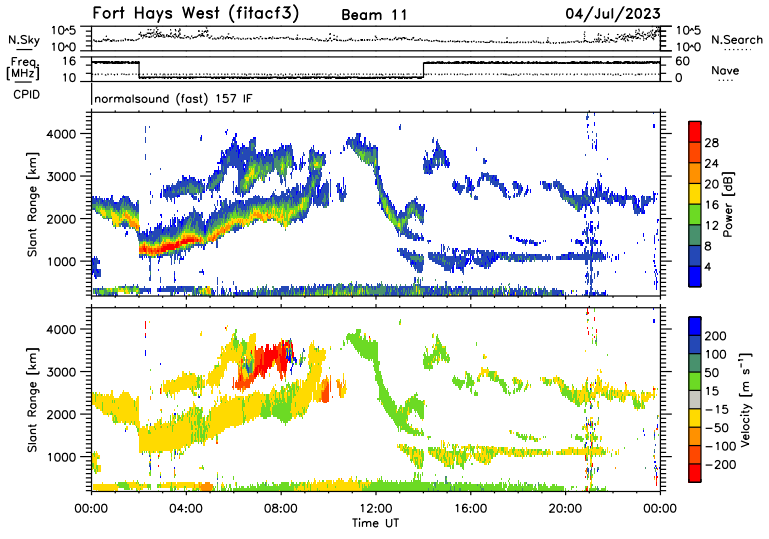 Fort Hays West (fitacf3) Beam 11 04/Jul/2023
N.Sky 10^5 10^0 10^5 10^0 N.Search
Freq. [MHz] 16 10 60 0 Nave
CPID normalsound (fast) 157 IF
Slant Range [km] 4000 3000 2000 1000
28 24 20 16 12 8 4 Power [dB]
Slant Range [km] 4000 3000 2000 1000
200 100 50 15 -15 -50 -100 -200 Velocity [m s⁻¹]
00:00 04:00 08:00 12:00 16:00 20:00 00:00
Time UT